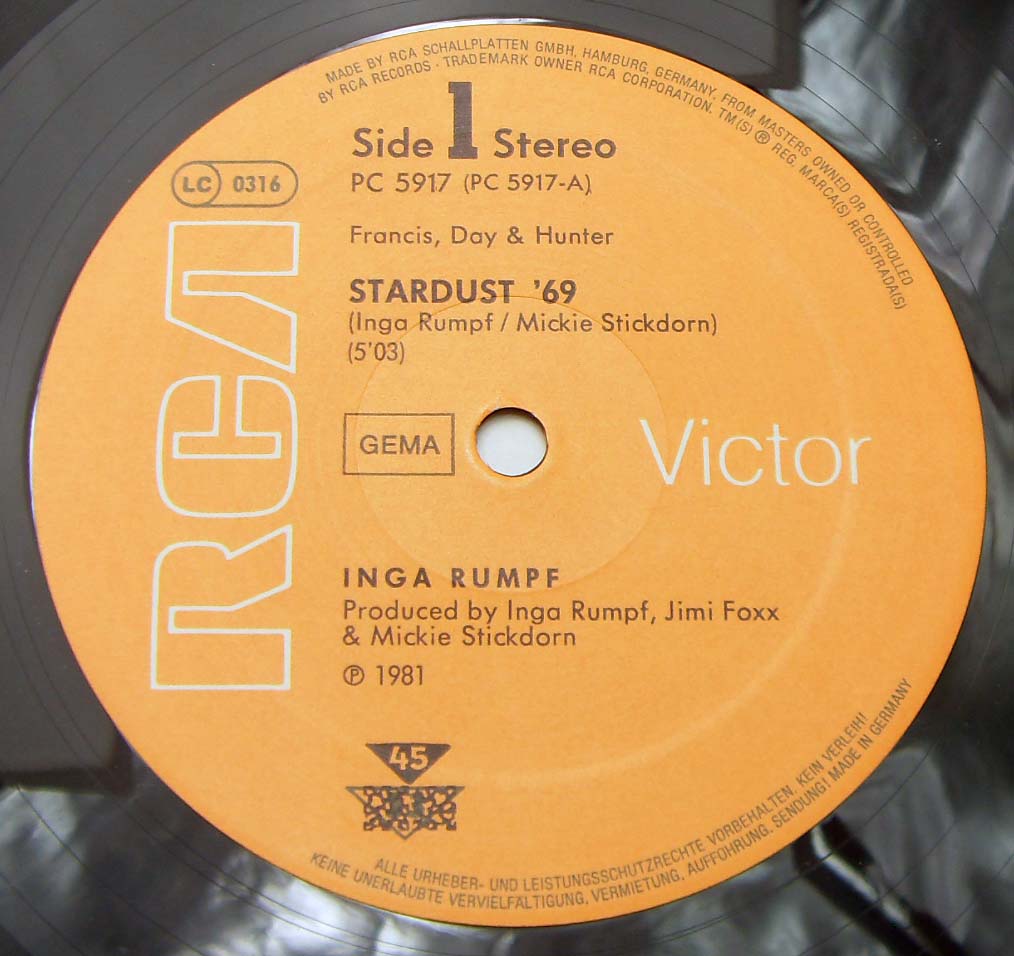 MADE BY RCA SCHALLPLATTEN GMBH, HAMBURG, GERMANY, FROM MASTERS OWNED OR CONTROLLED
BY RCA RECORDS · TRADEMARK OWNER RCA CORPORATION. TM(S) ® REG. MARCA(S) REGISTRADA(S)
Side 1 Stereo
LC 0316
PC 5917 (PC 5917-A)
Francis, Day & Hunter
STARDUST '69
(Inga Rumpf / Mickie Stickdorn)
(5'03)
RCA
GEMA
Victor
INGA RUMPF
Produced by Inga Rumpf, Jimi Foxx
& Mickie Stickdorn
℗ 1981
45
ALLE URHEBER- UND LEISTUNGSSCHUTZRECHTE VORBEHALTEN. KEIN VERLEIH!
KEINE UNERLAUBTE VERVIELFÄLTIGUNG, VERMIETUNG, AUFFÜHRUNG, SENDUNG! MADE IN GERMANY